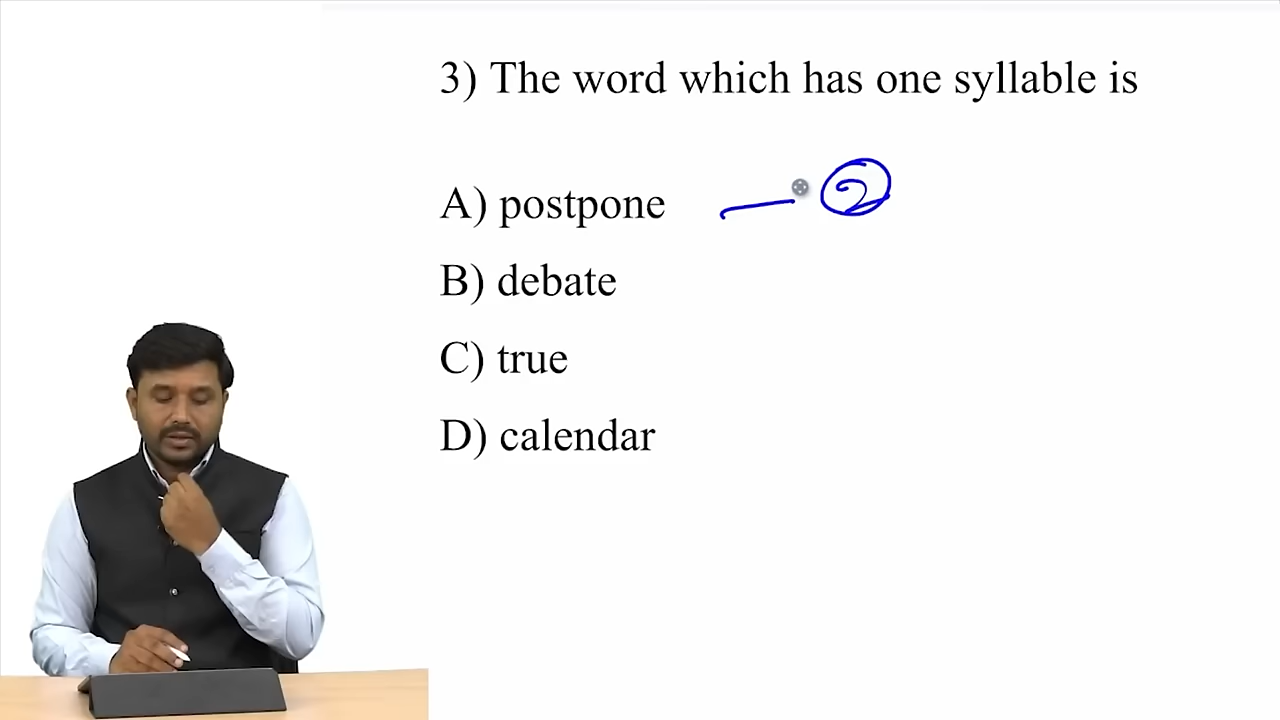 3) The word which has one syllable is
A) postpone — 2
B) debate
C) true
D) calendar